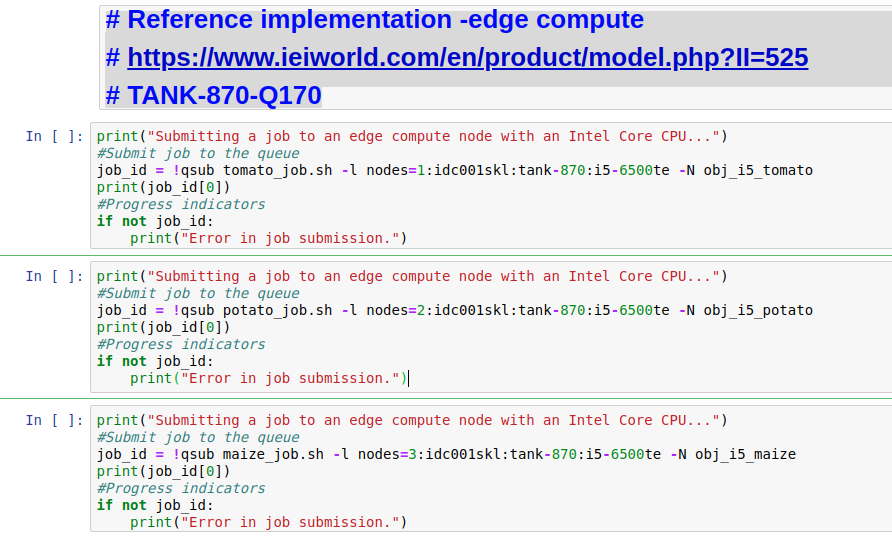 # Reference implementation -edge compute
# https://www.ieiworld.com/en/product/model.php?II=525
# TANK-870-Q170
In [ ]: print("Submitting a job to an edge compute node with an Intel Core CPU...")
#Submit job to the queue
job_id = !qsub tomato_job.sh -l nodes=1:idc001skl:tank-870:i5-6500te -N obj_i5_tomato
print(job_id[0])
#Progress indicators
if not job_id:
    print("Error in job submission.")
In [ ]: print("Submitting a job to an edge compute node with an Intel Core CPU...")
#Submit job to the queue
job_id = !qsub potato_job.sh -l nodes=2:idc001skl:tank-870:i5-6500te -N obj_i5_potato
print(job_id[0])
#Progress indicators
if not job_id:
    print("Error in job submission.")
In [ ]: print("Submitting a job to an edge compute node with an Intel Core CPU...")
#Submit job to the queue
job_id = !qsub maize_job.sh -l nodes=3:idc001skl:tank-870:i5-6500te -N obj_i5_maize
print(job_id[0])
#Progress indicators
if not job_id:
    print("Error in job submission.")